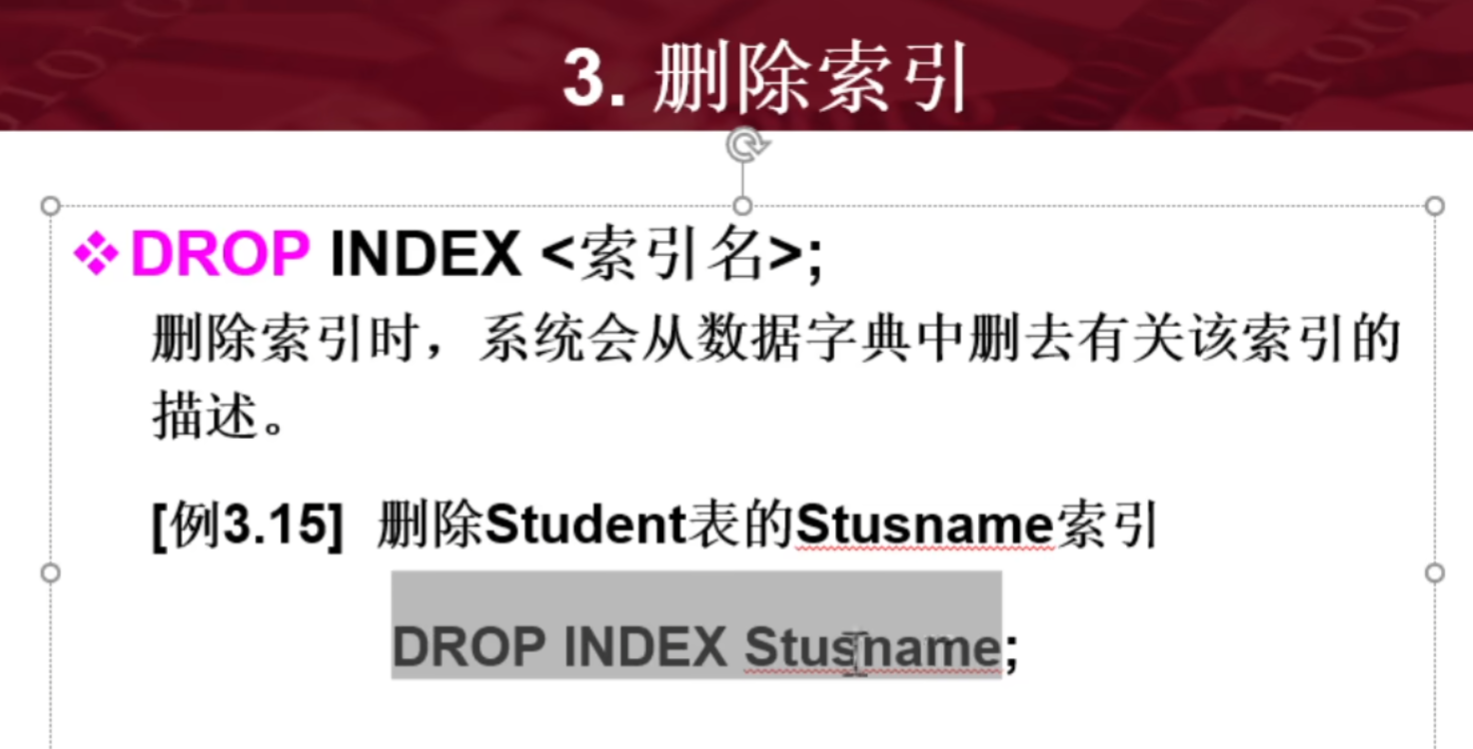 3. 删除索引
❖DROP INDEX <索引名>;
删除索引时，系统会从数据字典中删去有关该索引的
描述。
[例3.15] 删除Student表的Stusname索引
DROP INDEX Stusname;